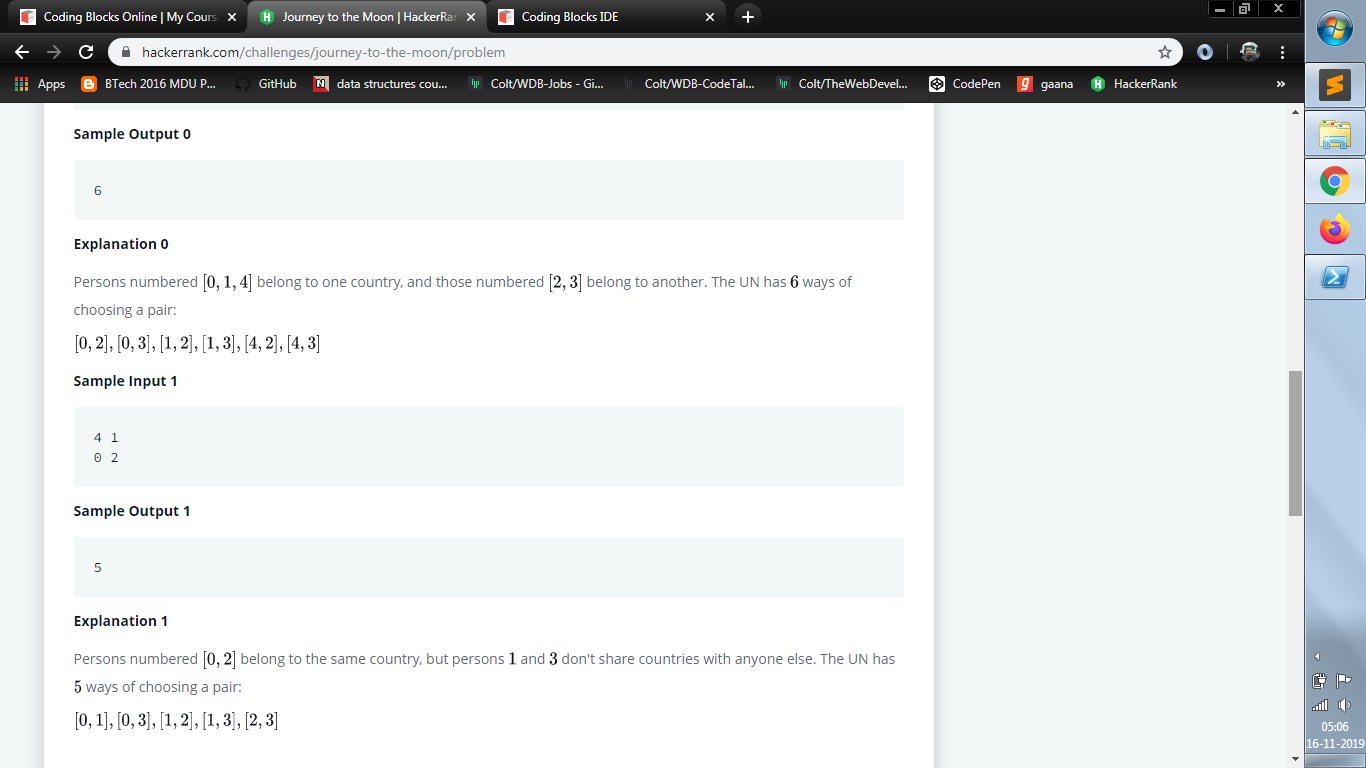 Coding Blocks Online | My Cours
Journey to the Moon | HackerRan
Coding Blocks IDE
hackerrank.com/challenges/journey-to-the-moon/problem
Apps BTech 2016 MDU P... GitHub data structures cou... Colt/WDB-Jobs - Gi... Colt/WDB-CodeTal... Colt/TheWebDevel... CodePen gaana HackerRank »
Sample Output 0
6
Explanation 0
Persons numbered [0, 1, 4] belong to one country, and those numbered [2, 3] belong to another. The UN has 6 ways of
choosing a pair:
[0, 2], [0, 3], [1, 2], [1, 3], [4, 2], [4, 3]
Sample Input 1
4 1
0 2
Sample Output 1
5
Explanation 1
Persons numbered [0, 2] belong to the same country, but persons 1 and 3 don't share countries with anyone else. The UN has
5 ways of choosing a pair:
[0, 1], [0, 3], [1, 2], [1, 3], [2, 3]
05:06
16-11-2019